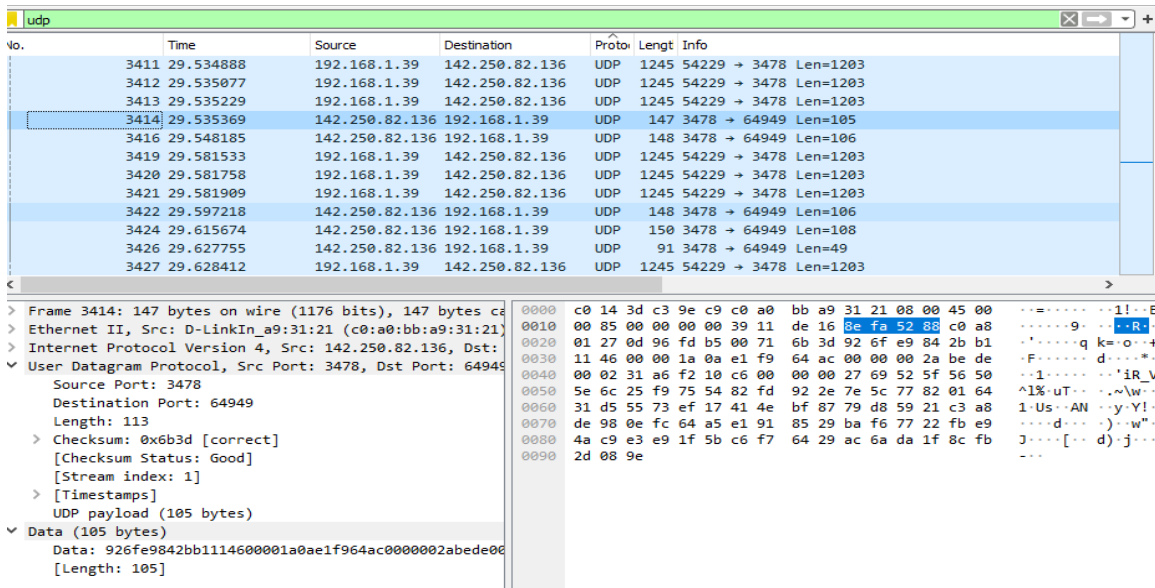 udp
No. Time Source Destination Proto Lengt Info
3411 29.534888 192.168.1.39 142.250.82.136 UDP 1245 54229 → 3478 Len=1203
3412 29.535077 192.168.1.39 142.250.82.136 UDP 1245 54229 → 3478 Len=1203
3413 29.535229 192.168.1.39 142.250.82.136 UDP 1245 54229 → 3478 Len=1203
3414 29.535369 142.250.82.136 192.168.1.39 UDP 147 3478 → 64949 Len=105
3416 29.548185 142.250.82.136 192.168.1.39 UDP 148 3478 → 64949 Len=106
3419 29.581533 192.168.1.39 142.250.82.136 UDP 1245 54229 → 3478 Len=1203
3420 29.581758 192.168.1.39 142.250.82.136 UDP 1245 54229 → 3478 Len=1203
3421 29.581909 192.168.1.39 142.250.82.136 UDP 1245 54229 → 3478 Len=1203
3422 29.597218 142.250.82.136 192.168.1.39 UDP 148 3478 → 64949 Len=106
3424 29.615674 142.250.82.136 192.168.1.39 UDP 150 3478 → 64949 Len=108
3426 29.627755 142.250.82.136 192.168.1.39 UDP 91 3478 → 64949 Len=49
3427 29.628412 192.168.1.39 142.250.82.136 UDP 1245 54229 → 3478 Len=1203
Frame 3414: 147 bytes on wire (1176 bits), 147 bytes ca
Ethernet II, Src: D-LinkIn_a9:31:21 (c0:a0:bb:a9:31:21)
Internet Protocol Version 4, Src: 142.250.82.136, Dst:
User Datagram Protocol, Src Port: 3478, Dst Port: 64949
Source Port: 3478
Destination Port: 64949
Length: 113
Checksum: 0x6b3d [correct]
[Checksum Status: Good]
[Stream index: 1]
[Timestamps]
UDP payload (105 bytes)
Data (105 bytes)
Data: 926fe9842bb1114600001a0ae1f964ac0000002abede00
[Length: 105]
0000 c0 14 3d c3 9e c9 c0 a0 bb a9 31 21 08 00 45 00 ··=····· ··1!··E
0010 00 85 00 00 00 00 39 11 de 16 8e fa 52 88 c0 a8 ······9· ····R·
0020 01 27 0d 96 fd b5 00 71 6b 3d 92 6f e9 84 2b b1 ·'·····q k=·o··+
0030 11 46 00 00 1a 0a e1 f9 64 ac 00 00 00 2a be de ·F······ d····*·
0040 00 02 31 a6 f2 10 c6 00 00 00 27 69 52 5f 56 50 ··1····· ··'iR_V
0050 5e 6c 25 f9 75 54 82 fd 92 2e 7e 5c 77 82 01 64 ^l%·uT·· ·.~\w··
0060 31 d5 55 73 ef 17 41 4e bf 87 79 d8 59 21 c3 a8 1·Us··AN ··y·Y!·
0070 de 98 0e fc 64 a5 e1 91 85 29 ba f6 77 22 fb e9 ····d··· ·)··w"·
0080 4a c9 e3 e9 1f 5b c6 f7 64 29 ac 6a da 1f 8c fb J····[·· d)·j···
0090 2d 08 9e -··